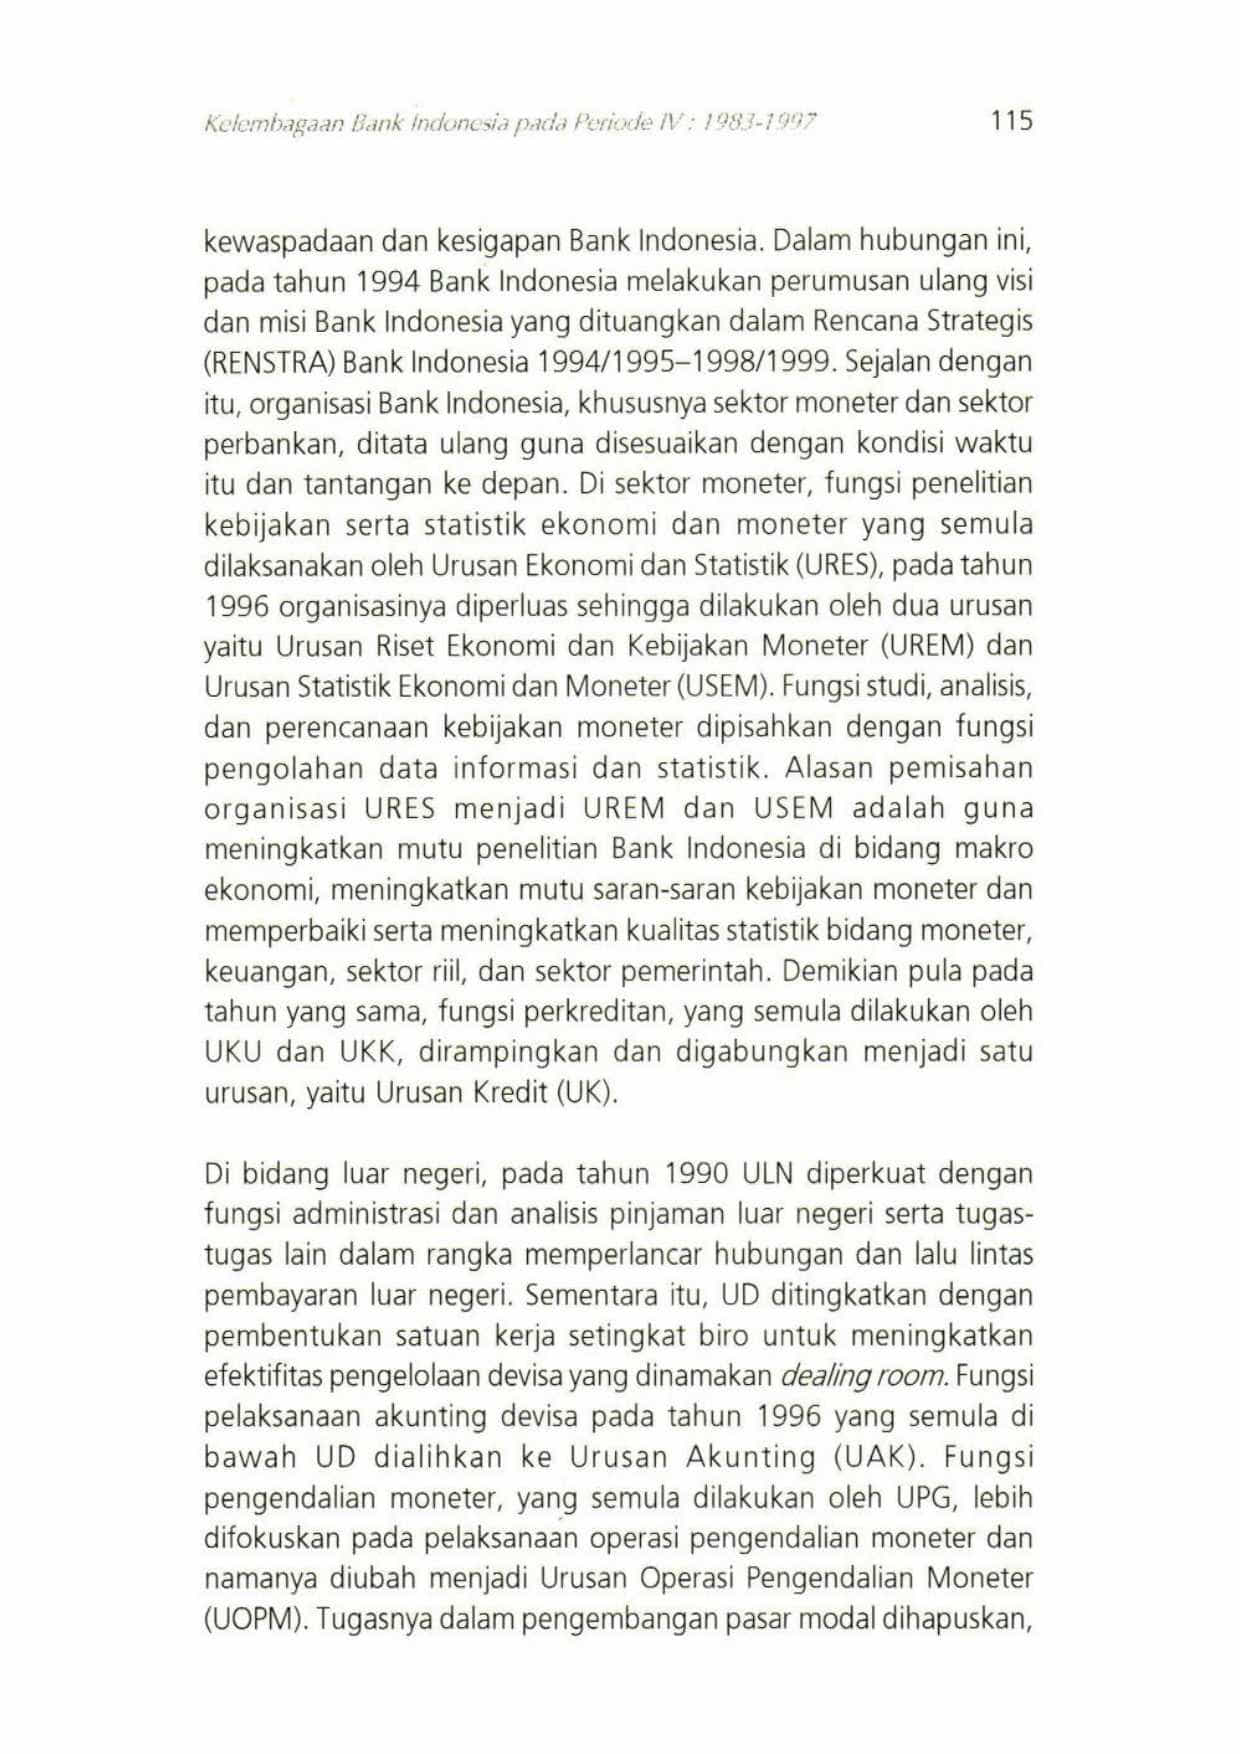 Kelembagaan Bank Indonesia pada Periode IV : 1983-1997 115
kewaspadaan dan kesigapan Bank Indonesia. Dalam hubungan ini,
pada tahun 1994 Bank Indonesia melakukan perumusan ulang visi
dan misi Bank Indonesia yang dituangkan dalam Rencana Strategis
(RENSTRA) Bank Indonesia 1994/1995–1998/1999. Sejalan dengan
itu, organisasi Bank Indonesia, khususnya sektor moneter dan sektor
perbankan, ditata ulang guna disesuaikan dengan kondisi waktu
itu dan tantangan ke depan. Di sektor moneter, fungsi penelitian
kebijakan serta statistik ekonomi dan moneter yang semula
dilaksanakan oleh Urusan Ekonomi dan Statistik (URES), pada tahun
1996 organisasinya diperluas sehingga dilakukan oleh dua urusan
yaitu Urusan Riset Ekonomi dan Kebijakan Moneter (UREM) dan
Urusan Statistik Ekonomi dan Moneter (USEM). Fungsi studi, analisis,
dan perencanaan kebijakan moneter dipisahkan dengan fungsi
pengolahan data informasi dan statistik. Alasan pemisahan
organisasi URES menjadi UREM dan USEM adalah guna
meningkatkan mutu penelitian Bank Indonesia di bidang makro
ekonomi, meningkatkan mutu saran-saran kebijakan moneter dan
memperbaiki serta meningkatkan kualitas statistik bidang moneter,
keuangan, sektor riil, dan sektor pemerintah. Demikian pula pada
tahun yang sama, fungsi perkreditan, yang semula dilakukan oleh
UKU dan UKK, dirampingkan dan digabungkan menjadi satu
urusan, yaitu Urusan Kredit (UK).
Di bidang luar negeri, pada tahun 1990 ULN diperkuat dengan
fungsi administrasi dan analisis pinjaman luar negeri serta tugas-
tugas lain dalam rangka memperlancar hubungan dan lalu lintas
pembayaran luar negeri. Sementara itu, UD ditingkatkan dengan
pembentukan satuan kerja setingkat biro untuk meningkatkan
efektifitas pengelolaan devisa yang dinamakan dealing room. Fungsi
pelaksanaan akunting devisa pada tahun 1996 yang semula di
bawah UD dialihkan ke Urusan Akunting (UAK). Fungsi
pengendalian moneter, yang semula dilakukan oleh UPG, lebih
difokuskan pada pelaksanaan operasi pengendalian moneter dan
namanya diubah menjadi Urusan Operasi Pengendalian Moneter
(UOPM). Tugasnya dalam pengembangan pasar modal dihapuskan,